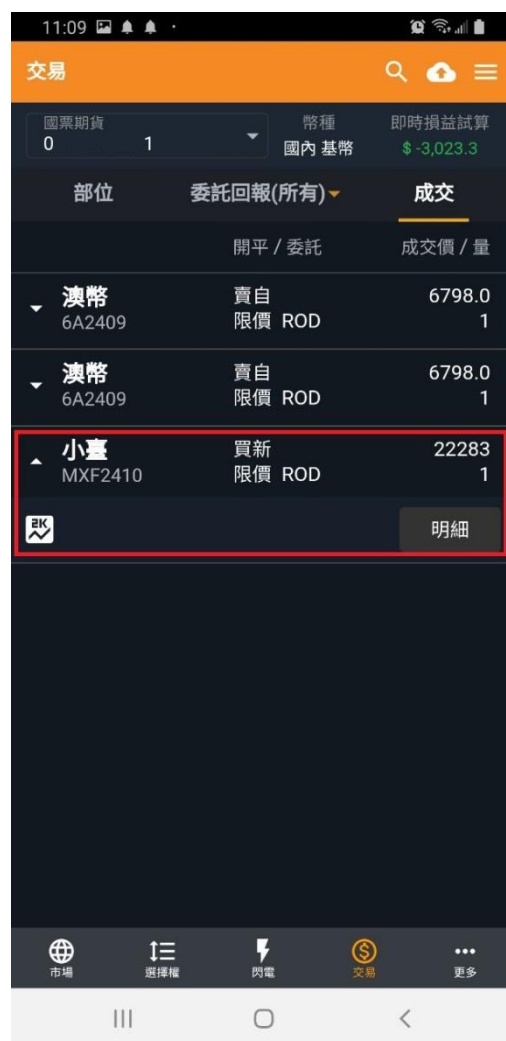 11:09
交易
國票期貨
0 1
幣種
國內 基幣
即時損益試算
$ -3,023.3
部位 委託回報(所有) 成交
開平 / 委託 成交價 / 量
澳幣 賣自 6798.0
6A2409 限價 ROD 1
澳幣 賣自 6798.0
6A2409 限價 ROD 1
小臺 買新 22283
MXF2410 限價 ROD 1
2K 明細
市場 選擇權 閃電 交易 更多